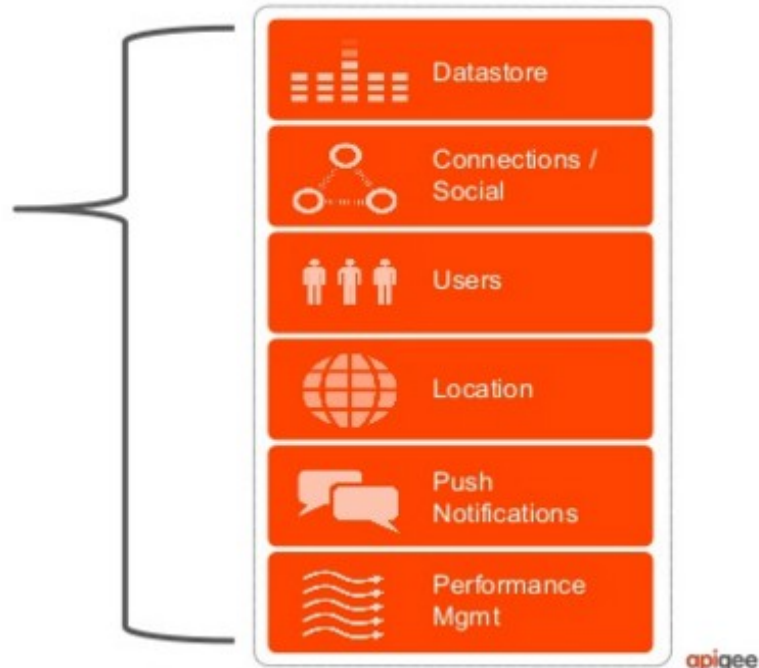 Datastore
Connections /
Social
Users
Location
Push
Notifications
Performance
Mgmt
apigee